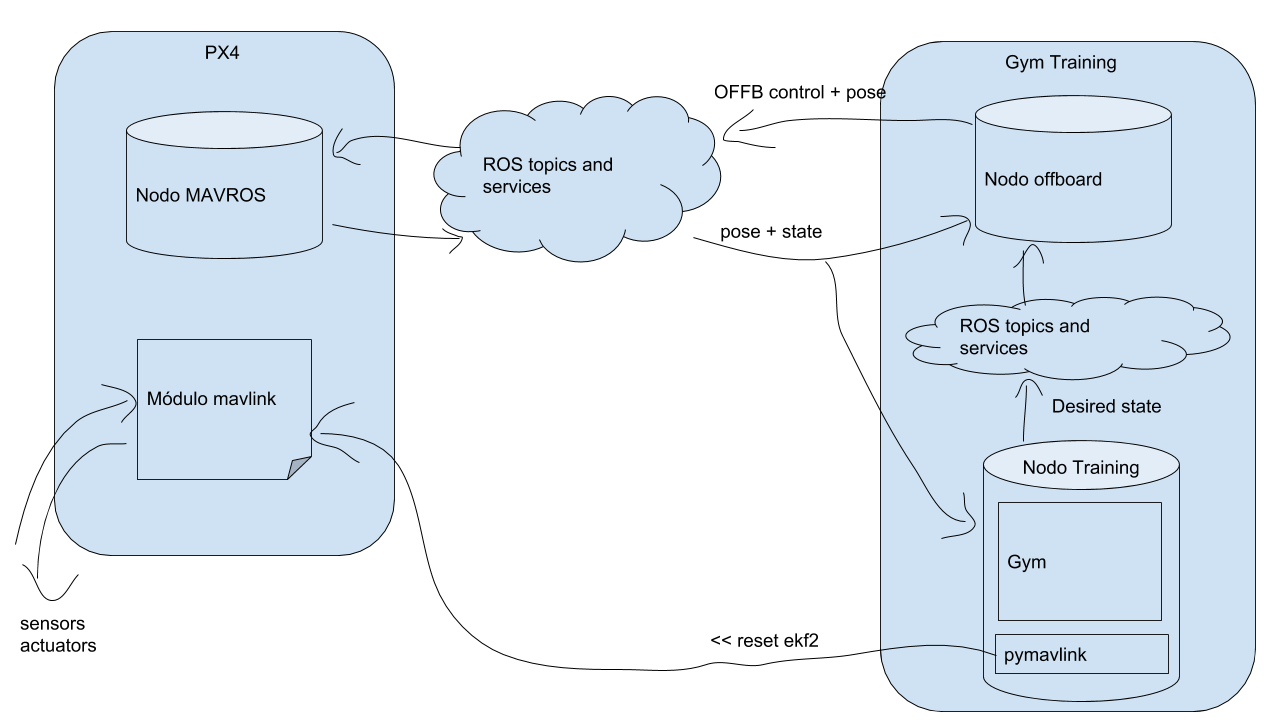 PX4
Gym Training
OFFB control + pose
Nodo MAVROS
ROS topics and
services
Nodo offboard
pose + state
ROS topics and
services
Módulo mavlink
Desired state
Nodo Training
Gym
sensors
actuators
<< reset ekf2
pymavlink